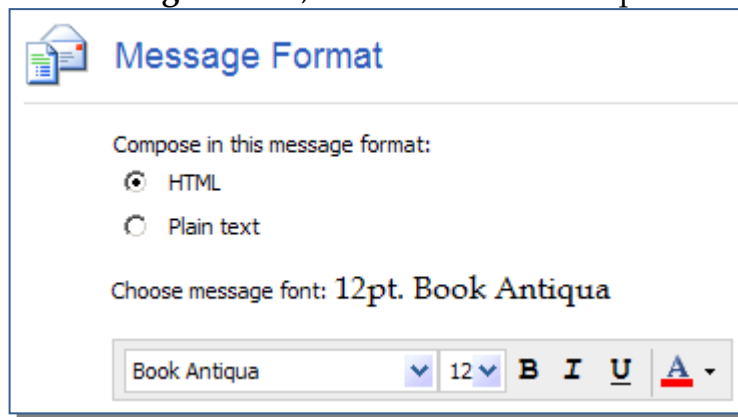 Message Format
Compose in this message format:
HTML
Plain text
Choose message font: 12pt. Book Antiqua
Book Antiqua 12 B I U A